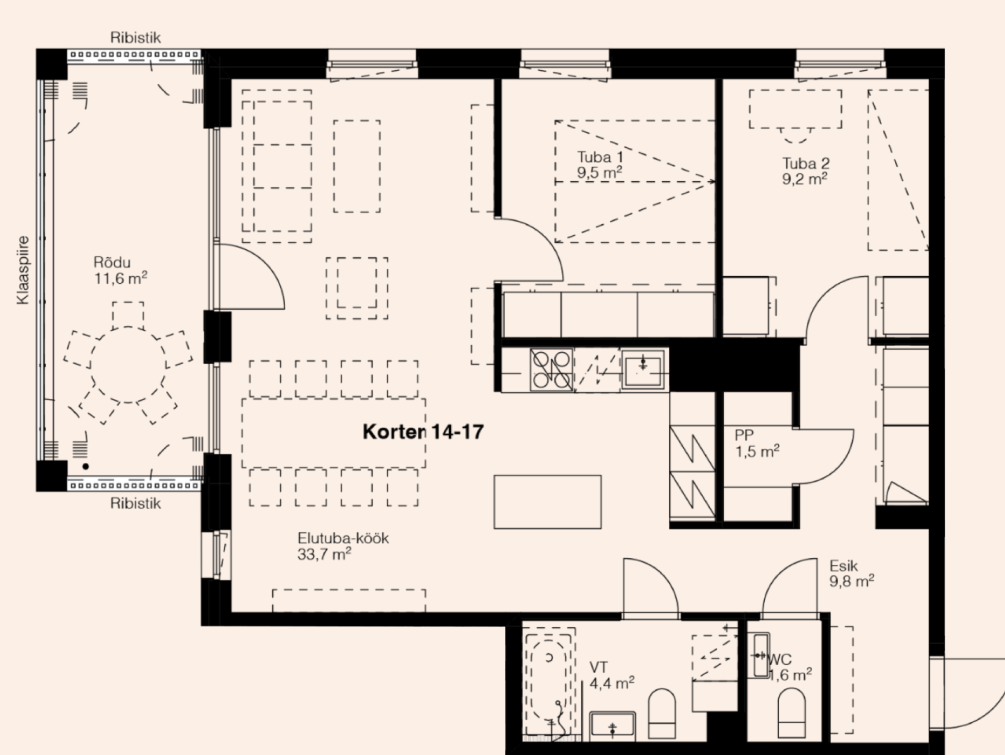 Ribistik
Tuba 1
9,5 m²
Tuba 2
9,2 m²
Klaaspiire
Rõdu
11,6 m²
Korter 14-17
PP
1,5 m²
Ribistik
Elutuba-köök
33,7 m²
Esik
9,8 m²
VT
4,4 m²
WC
1,6 m²